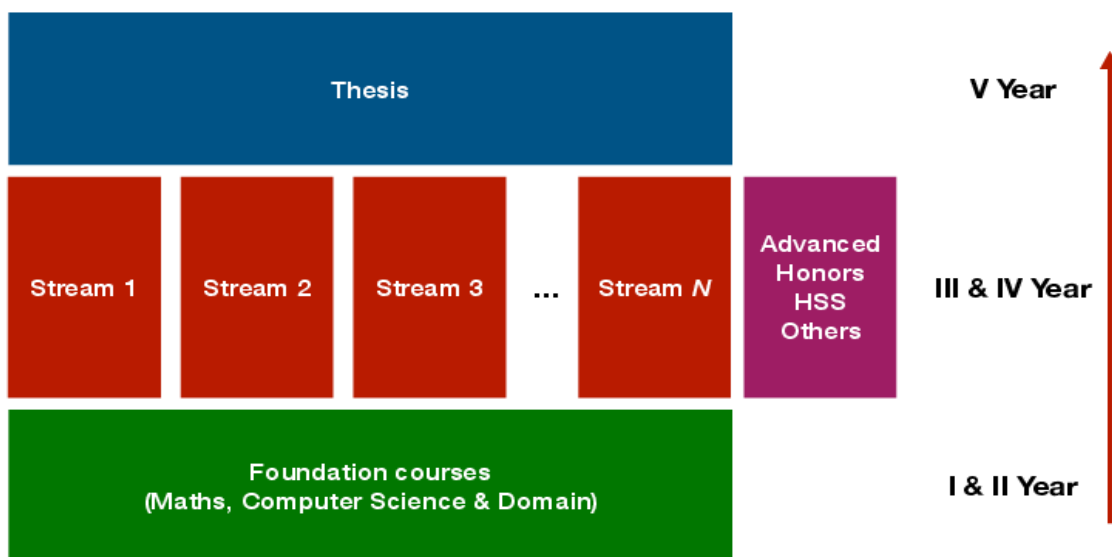 Thesis
V Year
Stream 1
Stream 2
Stream 3
...
Stream N
Advanced
Honors
HSS
Others
III & IV Year
Foundation courses
(Maths, Computer Science & Domain)
I & II Year